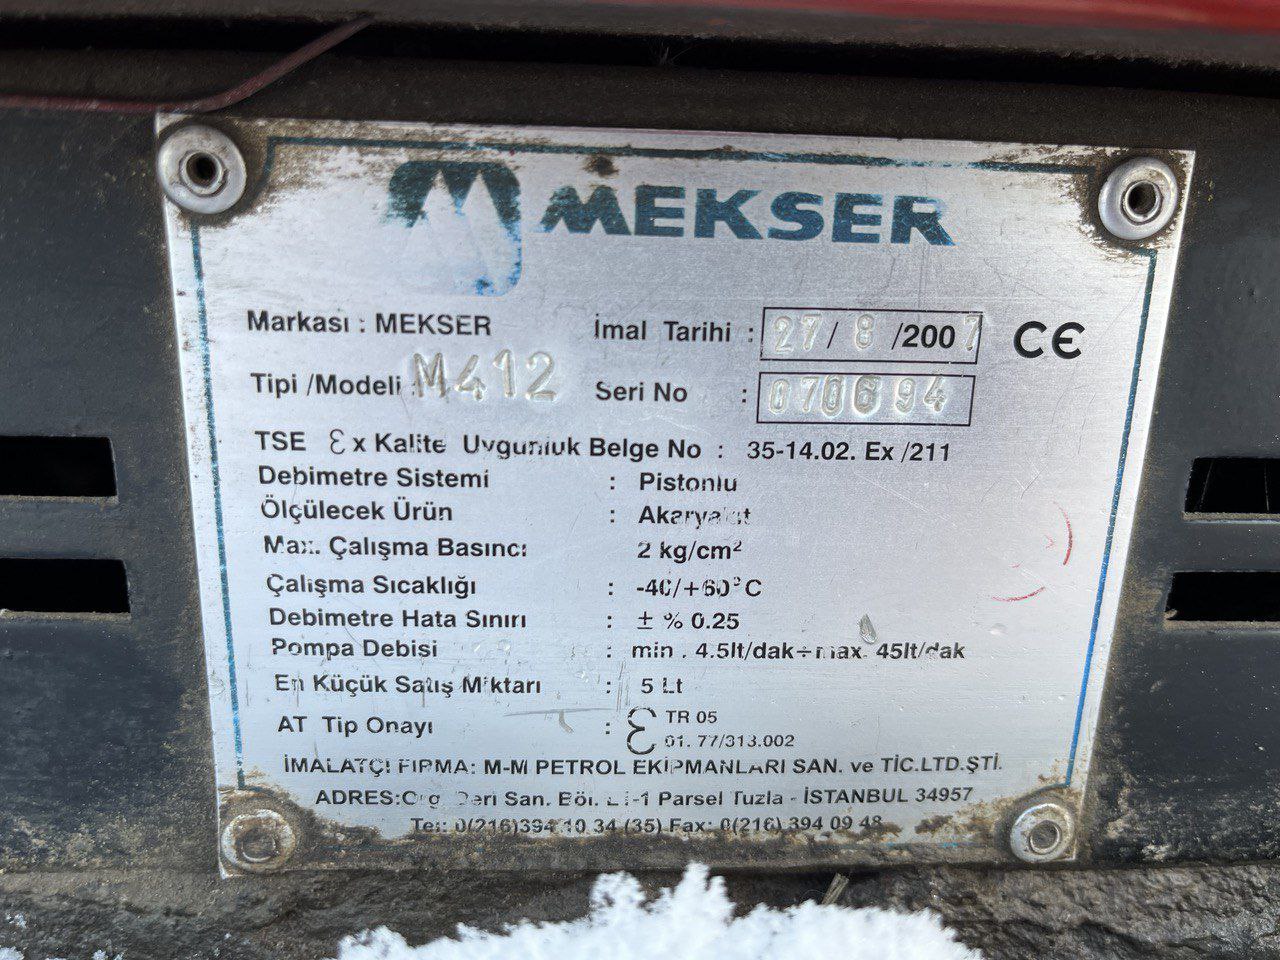 MEKSER
Markası : MEKSER İmal Tarihi : 27/ 8 /2007 CE
Tipi /Modeli : M412 Seri No : 070694
TSE Ɛx Kalite Uygunluk Belge No : 35-14.02. Ex /211
Debimetre Sistemi : Pistonlu
Ölçülecek Ürün : Akaryakıt
Max. Çalışma Basıncı 2 kg/cm²
Çalışma Sıcaklığı : -40/+60°C
Debimetre Hata Sınırı : ± % 0.25
Pompa Debisi : min . 4.5lt/dak÷max. 45lt/dak
En Küçük Satış Miktarı : 5 Lt
AT Tip Onayı : Ɛ TR 05
01. 77/313.002
İMALATÇI FIRMA: M-M PETROL EKIPMANLARI SAN. ve TİC.LTD.ŞTİ.
ADRES:Org. Deri San. Böl. -1 Parsel Tuzla - İSTANBUL 34957
Tel: 0(216)394 10 34 (35) Fax: 0(216) 394 09 48